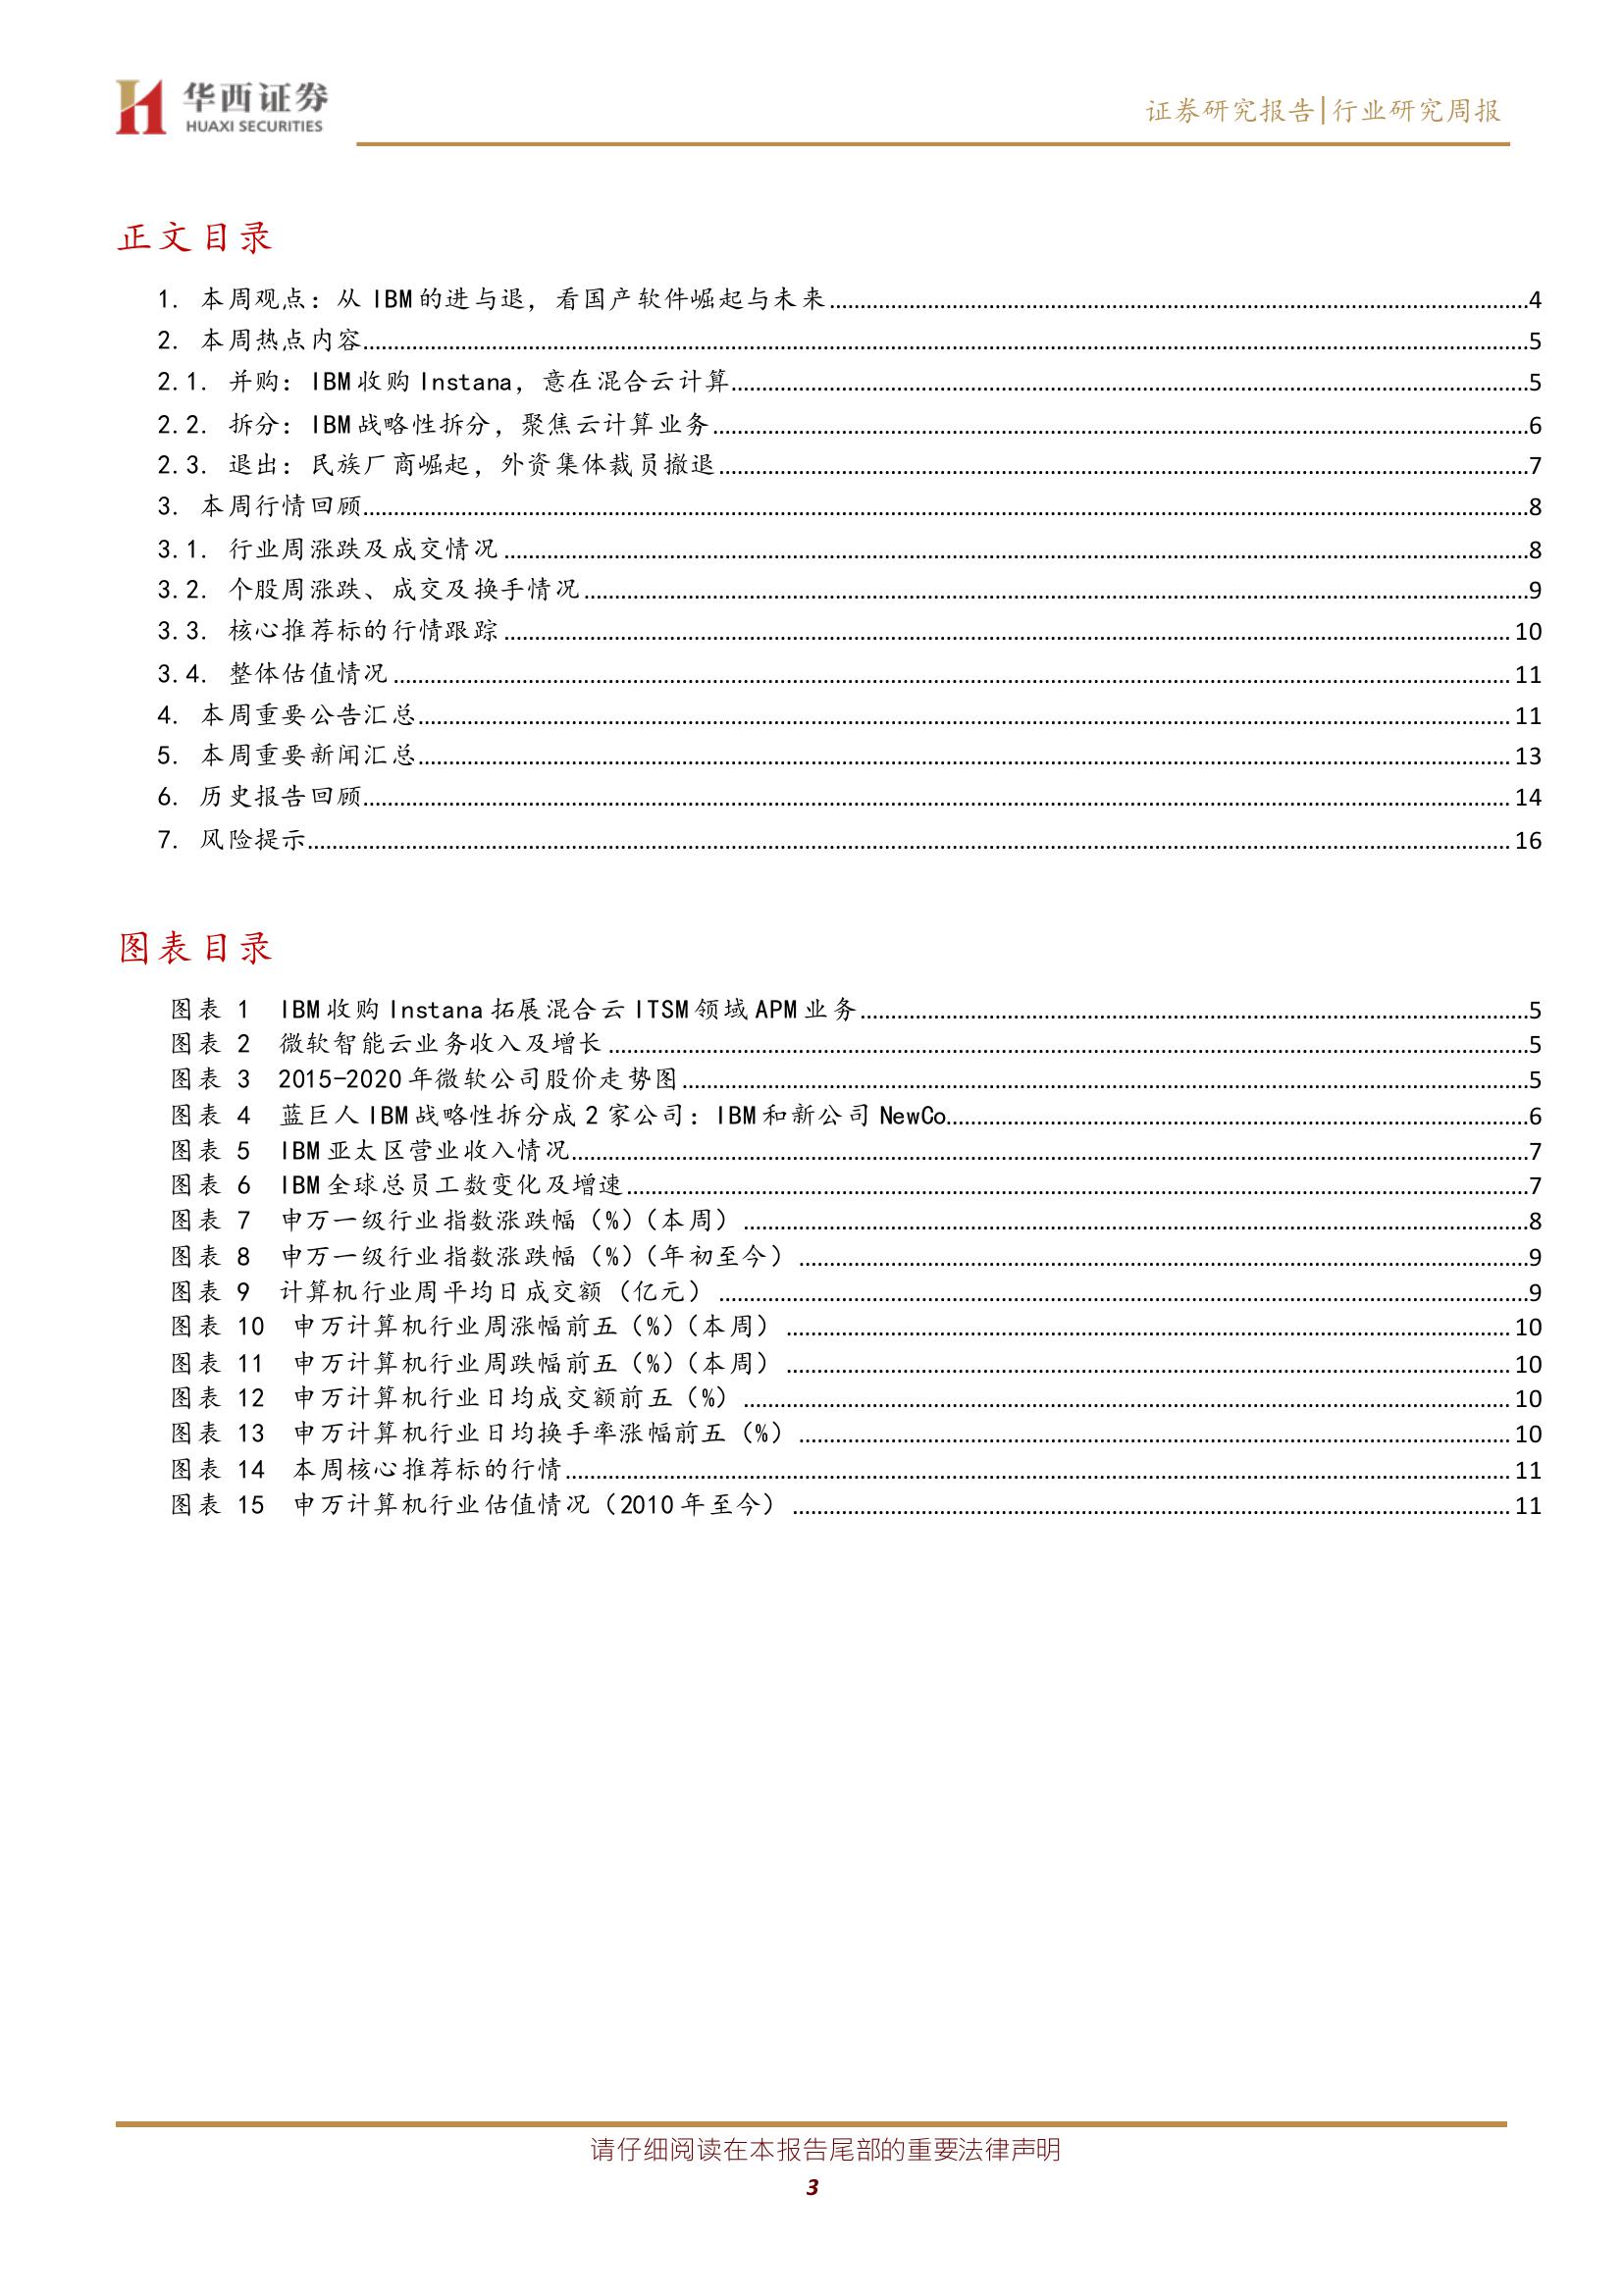 华西证券
HUAXI SECURITIES
证券研究报告|行业研究周报
正文目录
1. 本周观点：从 IBM 的进与退，看国产软件崛起与未来........4
2. 本周热点内容........5
2.1. 并购：IBM 收购 Instana，意在混合云计算........5
2.2. 拆分：IBM 战略性拆分，聚焦云计算业务........6
2.3. 退出：民族厂商崛起，外资集体裁员撤退........7
3. 本周行情回顾........8
3.1. 行业周涨跌及成交情况........8
3.2. 个股周涨跌、成交及换手情况........9
3.3. 核心推荐标的行情跟踪........10
3.4. 整体估值情况........11
4. 本周重要公告汇总........11
5. 本周重要新闻汇总........13
6. 历史报告回顾........14
7. 风险提示........16
图表目录
图表 1 IBM 收购 Instana 拓展混合云 ITSM 领域 APM 业务........5
图表 2 微软智能云业务收入及增长........5
图表 3 2015-2020 年微软公司股价走势图........5
图表 4 蓝巨人 IBM 战略性拆分成 2 家公司：IBM 和新公司 NewCo........6
图表 5 IBM 亚太区营业收入情况........7
图表 6 IBM 全球总员工数变化及增速........7
图表 7 申万一级行业指数涨跌幅（%）（本周）........8
图表 8 申万一级行业指数涨跌幅（%）（年初至今）........9
图表 9 计算机行业周平均日成交额（亿元）........9
图表 10 申万计算机行业周涨幅前五（%）（本周）........10
图表 11 申万计算机行业周跌幅前五（%）（本周）........10
图表 12 申万计算机行业日均成交额前五（%）........10
图表 13 申万计算机行业日均换手率涨幅前五（%）........10
图表 14 本周核心推荐标的行情........11
图表 15 申万计算机行业估值情况（2010 年至今）........11
请仔细阅读在本报告尾部的重要法律声明
3